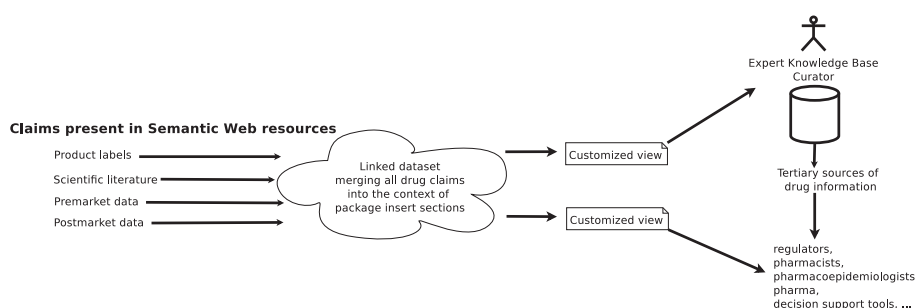 Claims present in Semantic Web resources
Product labels
Scientific literature
Premarket data
Postmarket data
Linked dataset
merging all drug claims
into the context of
package insert sections
Customized view
Customized view
Expert Knowledge Base
Curator
Tertiary sources of
drug information
regulators,
pharmacists,
pharmacoepidemiologists
pharma,
decision support tools, ...